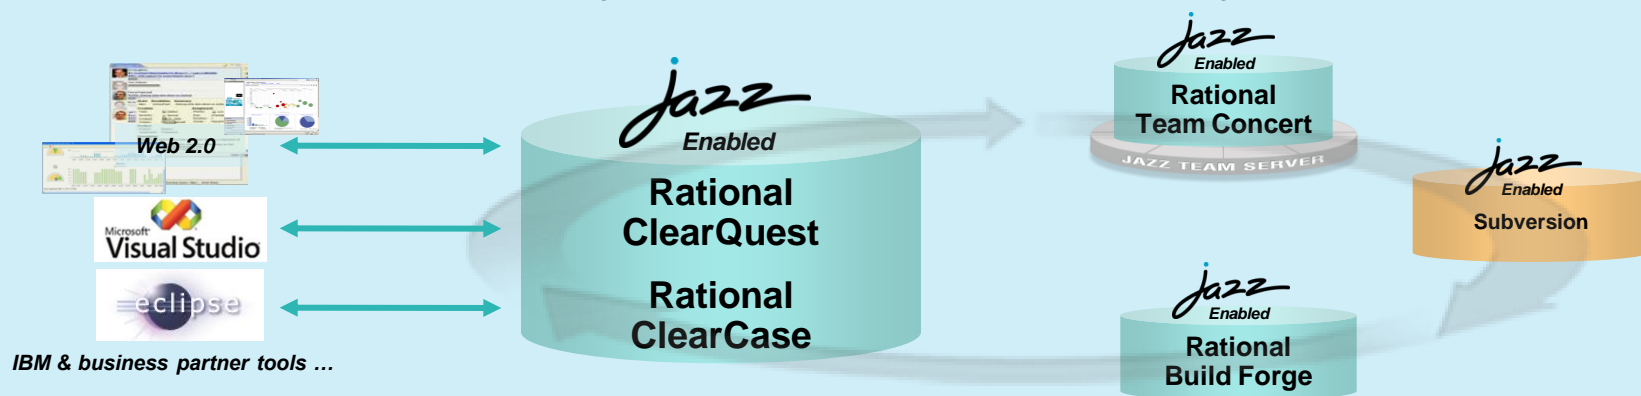 Web 2.0
Microsoft
Visual Studio
eclipse
IBM & business partner tools …
jazz
Enabled
Rational
ClearQuest
Rational
ClearCase
jazz
Enabled
Rational
Team Concert
JAZZ TEAM SERVER
jazz
Enabled
Subversion
jazz
Enabled
Rational
Build Forge